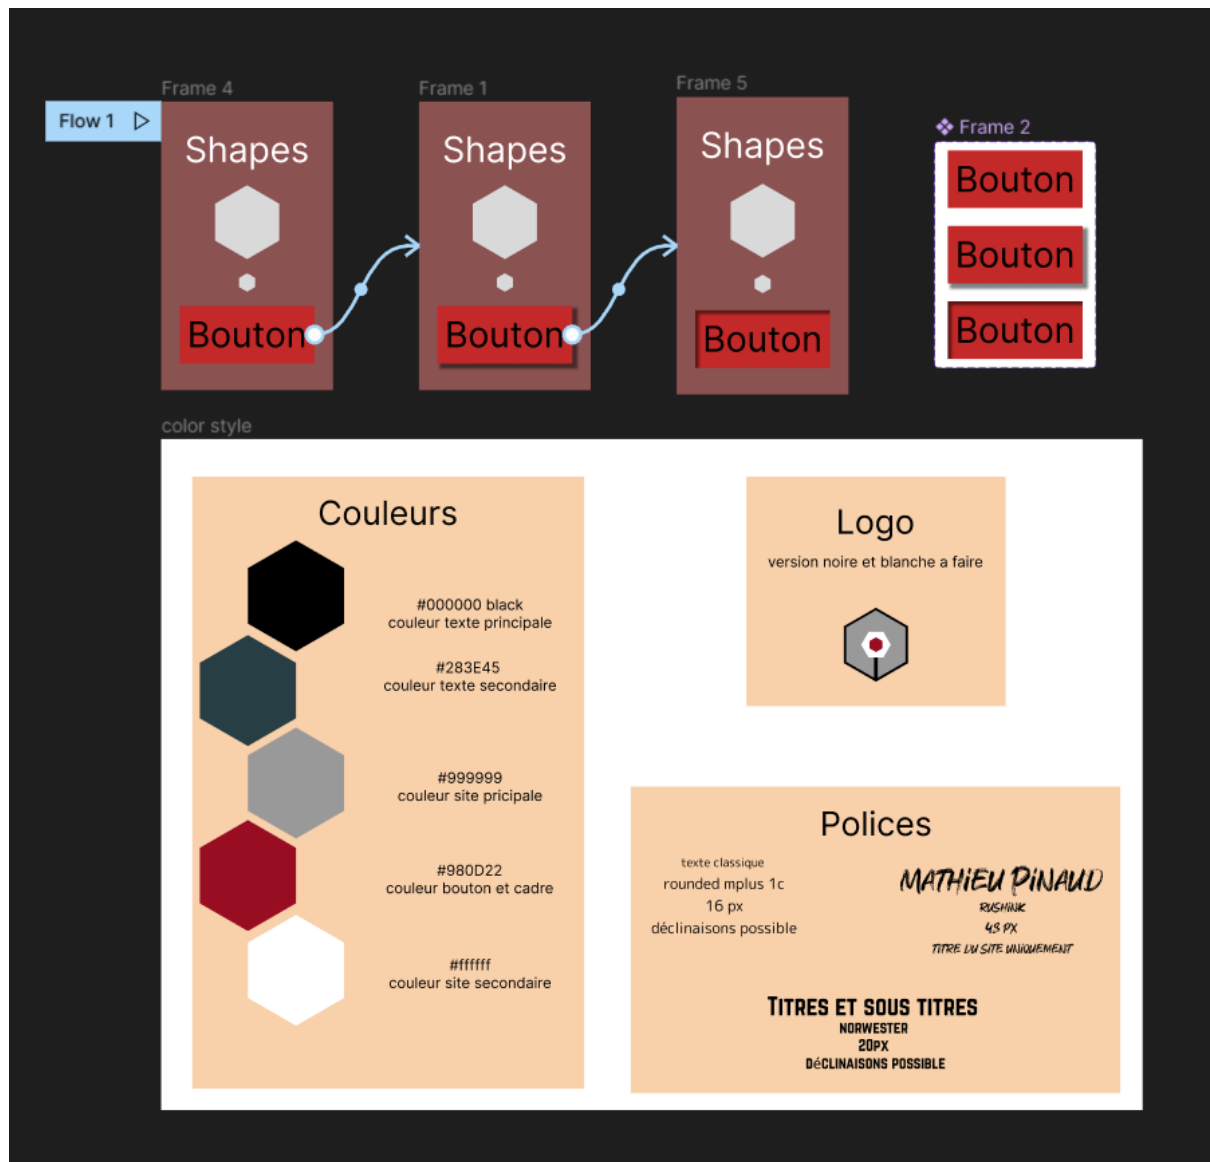 Frame 4
Frame 1
Frame 5
Frame 2
Flow 1
Shapes
Shapes
Shapes
Bouton
Bouton
Bouton
Bouton
Bouton
Bouton
color style
Couleurs
#000000 black
couleur texte principale
#283E45
couleur texte secondaire
#999999
couleur site pricipale
#980D22
couleur bouton et cadre
#ffffff
couleur site secondaire
Logo
version noire et blanche a faire
Polices
texte classique
rounded mplus 1c
16 px
déclinaisons possible
MATHiEU PiNAUD
RUSHiNK
43 PX
TiTRE DU SiTE UNiQUEMENT
Titres et sous titres
norwester
20px
déclinaisons possible